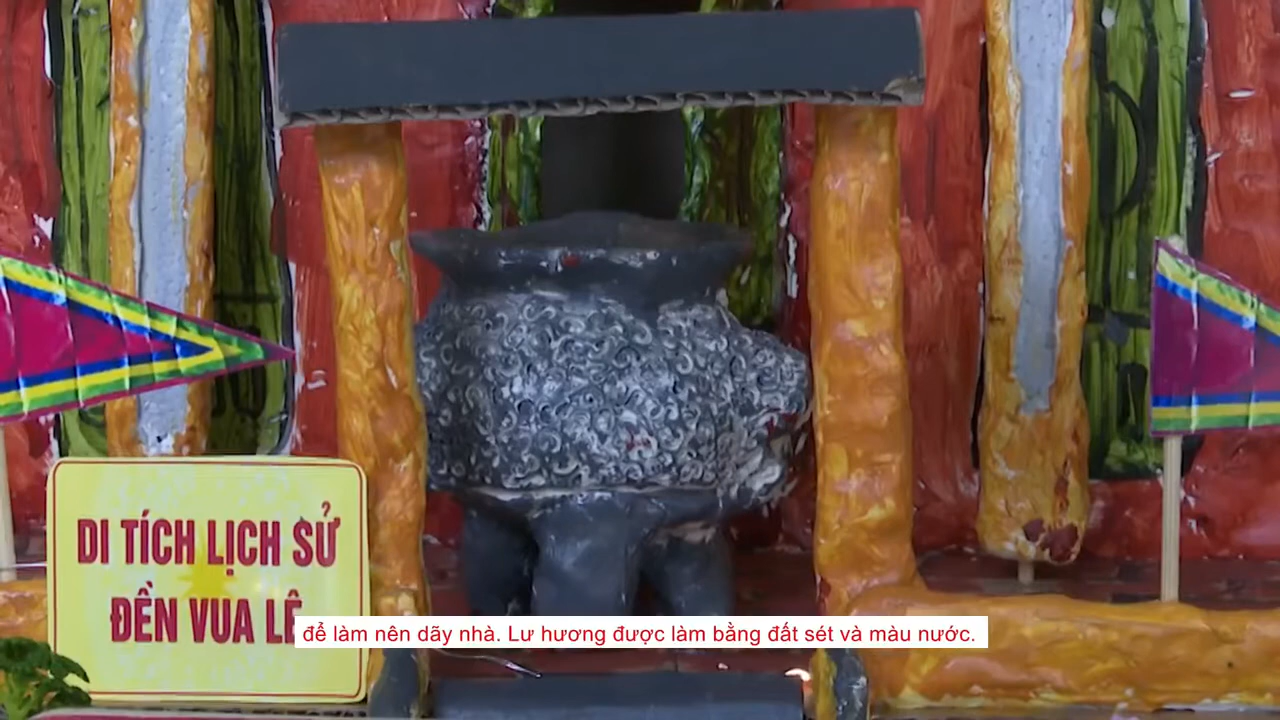 DI TÍCH LỊCH SỬ
ĐỀN VUA LÊ
để làm nên dãy nhà. Lư hương được làm bằng đất sét và màu nước.